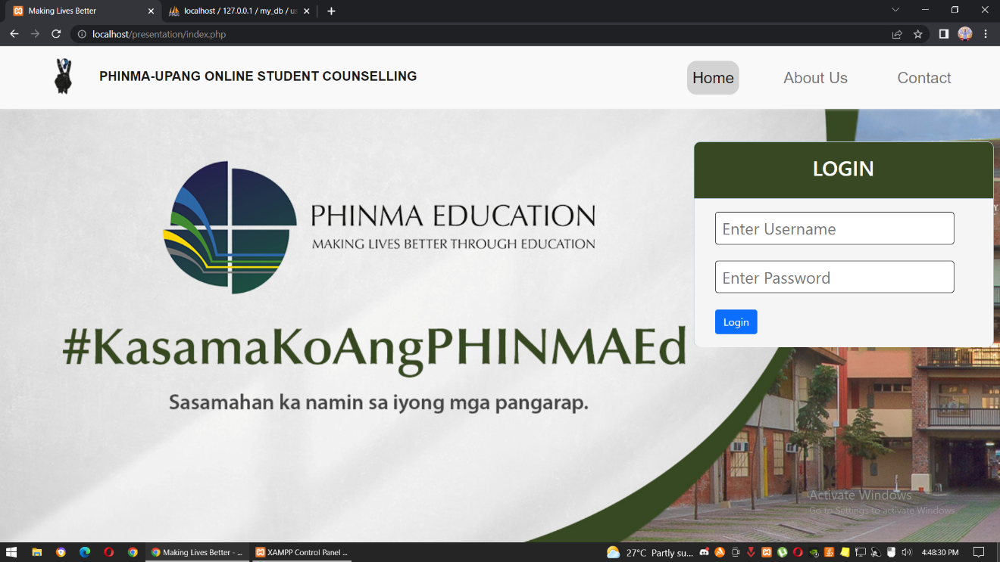 Making Lives Better
localhost / 127.0.0.1 / my_db / us
localhost/presentation/index.php
PHINMA-UPANG ONLINE STUDENT COUNSELLING
Home
About Us
Contact
PHINMA EDUCATION
MAKING LIVES BETTER THROUGH EDUCATION
#KasamaKoAngPHINMAEd
Sasamahan ka namin sa iyong mga pangarap.
LOGIN
Enter Username
Enter Password
Login
Activate Windows
Go to Settings to activate Windows.
Making Lives Better - ...
XAMPP Control Panel ...
27°C Partly su...
4:48:30 PM